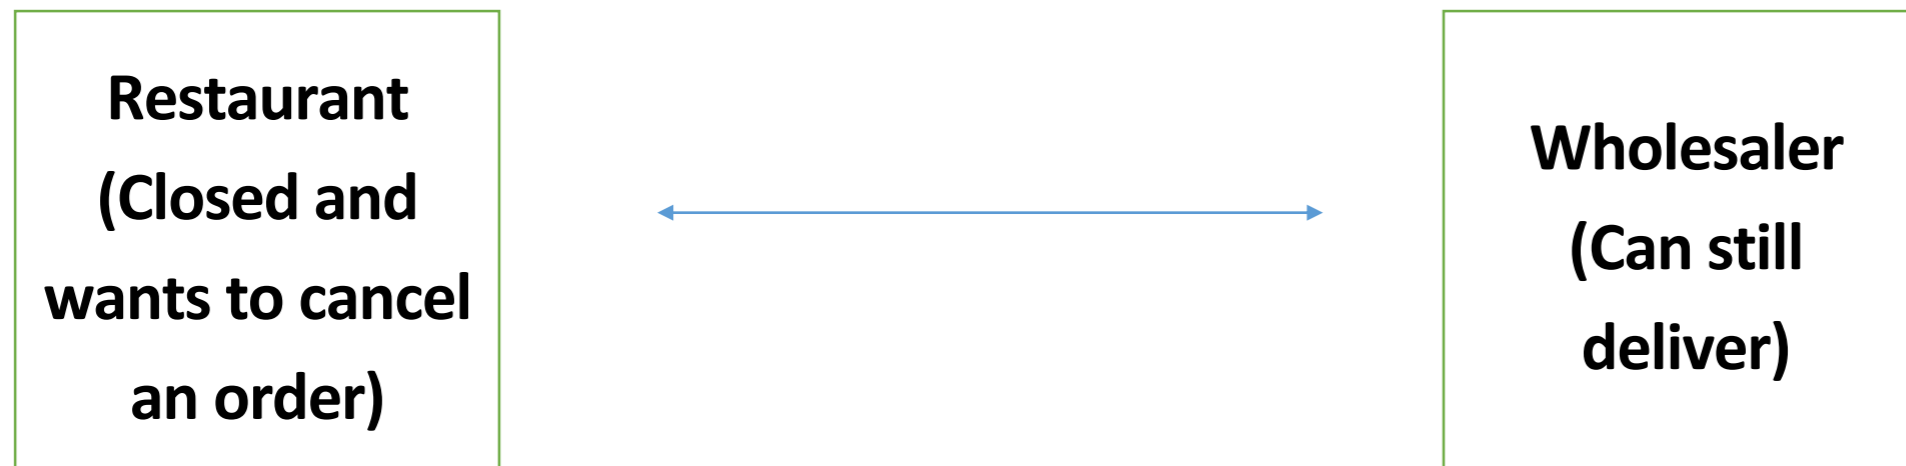 Restaurant
(Closed and
wants to cancel
an order)
Wholesaler
(Can still
deliver)